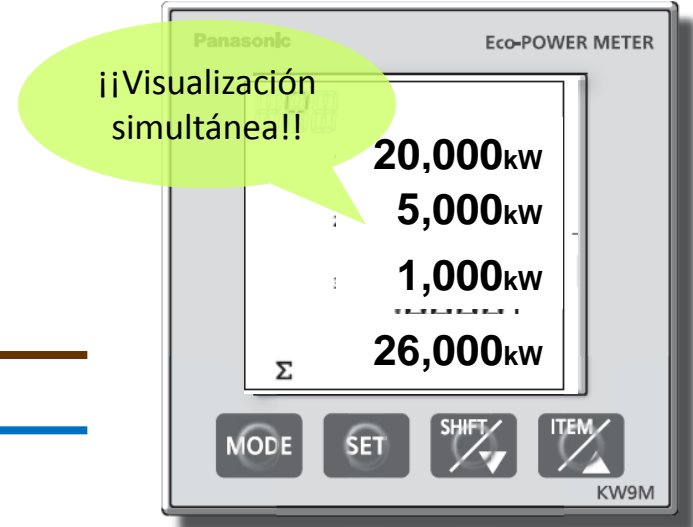 Panasonic
Eco-POWER METER
¡¡Visualización
simultánea!!
20,000kW
5,000kW
1,000kW
Σ 26,000kW
MODE SET SHIFT ITEM
KW9M